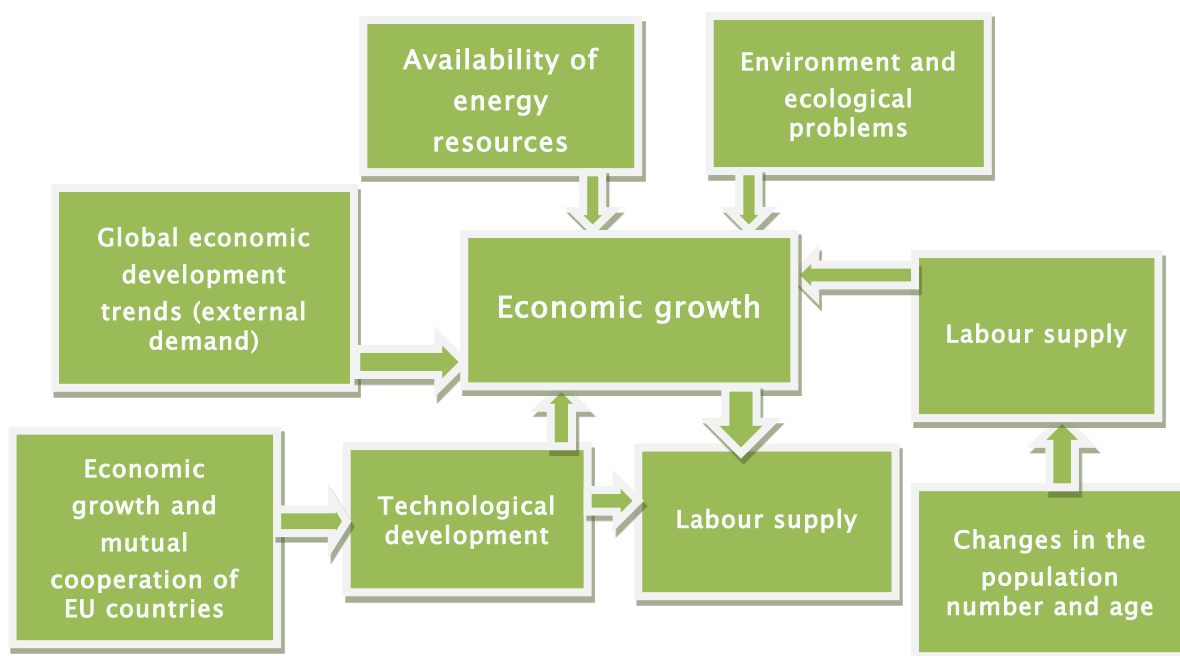 Availability of
energy
resources
Environment and
ecological
problems
Global economic
development
trends (external
demand)
Economic growth
Labour supply
Economic
growth and
mutual
cooperation of
EU countries
Technological
development
Labour supply
Changes in the
population
number and age